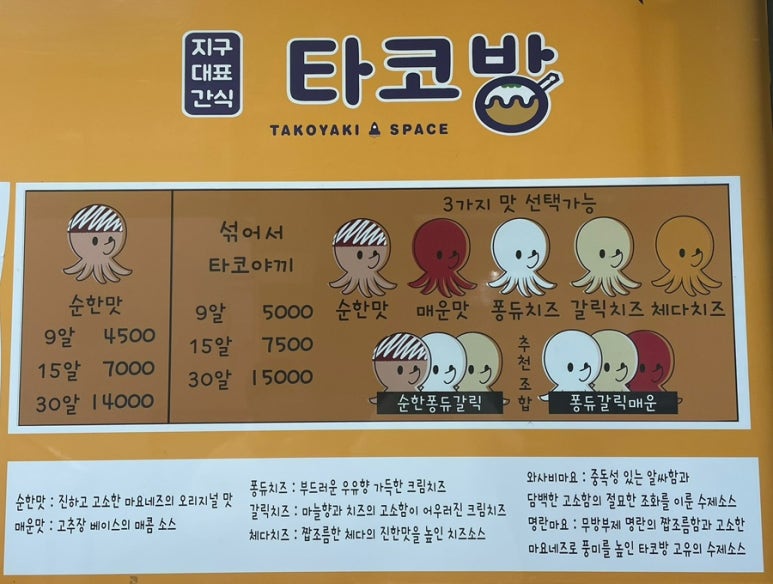 지구
대표
간식
타코방
TAKOYAKI SPACE
순한맛
9알 4500
15알 7000
30알 14000
섞어서
타코야끼
9알 5000
15알 7500
30알 15000
3가지 맛 선택가능
순한맛 매운맛 퐁듀치즈 갈릭치즈 체다치즈
순한퐁듀갈릭
추천조합
퐁듀갈릭매운
순한맛 : 진하고 고소한 마요네즈의 오리지널 맛
매운맛 : 고추장 베이스의 매콤 소스
퐁듀치즈 : 부드러운 우유향 가득한 크림치즈
갈릭치즈 : 마늘향과 치즈의 고소함이 어우러진 크림치즈
체다치즈 : 짭조름한 체다의 진한맛을 높인 치즈소스
와사비마요 : 중독성 있는 알싸함과
담백한 고소함의 절묘한 조화를 이룬 수제소스
명란마요 : 무방부제 명란의 짭조름함과 고소한
마요네즈로 풍미를 높인 타코방 고유의 수제소스